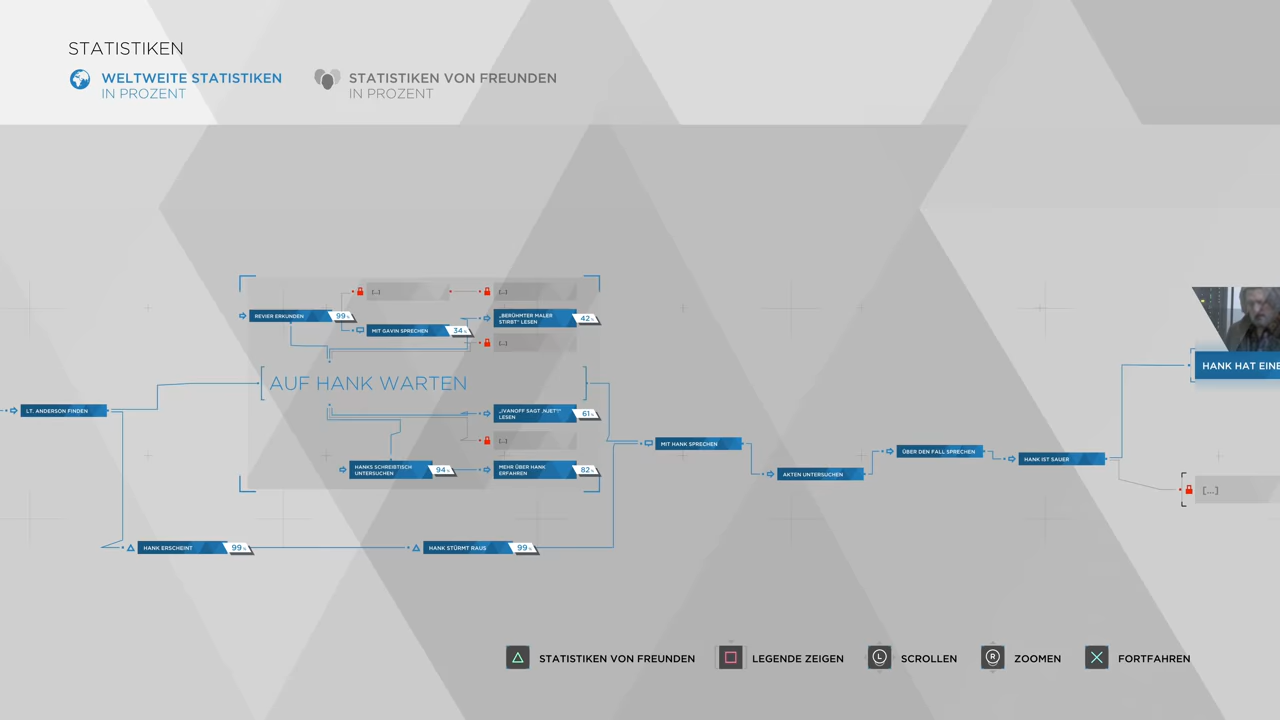 STATISTIKEN
WELTWEITE STATISTIKEN
IN PROZENT
STATISTIKEN VON FREUNDEN
IN PROZENT
[...]
[...]
REVIER ERKUNDEN 99%
MIT GAVIN SPRECHEN 34%
„BERÜHMTER MALER
STIRBT“ LESEN 42%
[...]
AUF HANK WARTEN
LT. ANDERSON FINDEN
„IVANOFF SAGT ‚NJET‘!“
LESEN 61%
[...]
HANKS SCHREIBTISCH
UNTERSUCHEN 94%
MEHR ÜBER HANK
ERFAHREN 82%
HANK ERSCHEINT 99%
HANK STÜRMT RAUS 99%
MIT HANK SPRECHEN
AKTEN UNTERSUCHEN
ÜBER DEN FALL SPRECHEN
HANK IST SAUER
HANK HAT EINE
[...]
STATISTIKEN VON FREUNDEN
LEGENDE ZEIGEN
L SCROLLEN
R ZOOMEN
FORTFAHREN